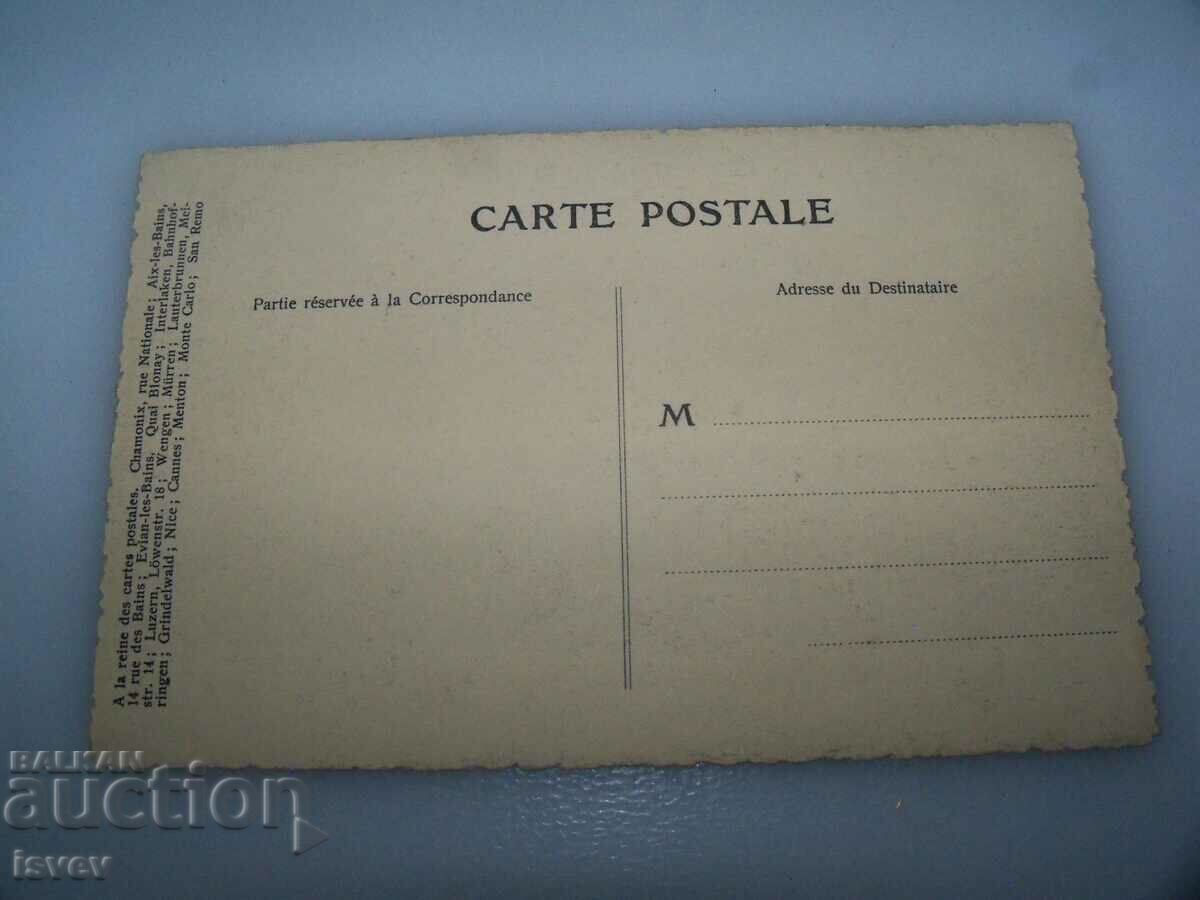 CARTE POSTALE
Partie réservée à la Correspondance
Adresse du Destinataire
M
A la reine des cartes postales. Chamonix, rue Nationale; Aix-les-Bains,
14 rue des Bains; Evian-les-Bains, Quai Blonay; Interlaken, Bahnhof-
str. 14; Luzern, Löwenstr. 18; Wengen; Mürren; Lauterbrunnen, Mei-
ringen; Grindelwald; Nice; Cannes; Menton; Monte Carlo; San Remo
BALKAN
auction
isvev